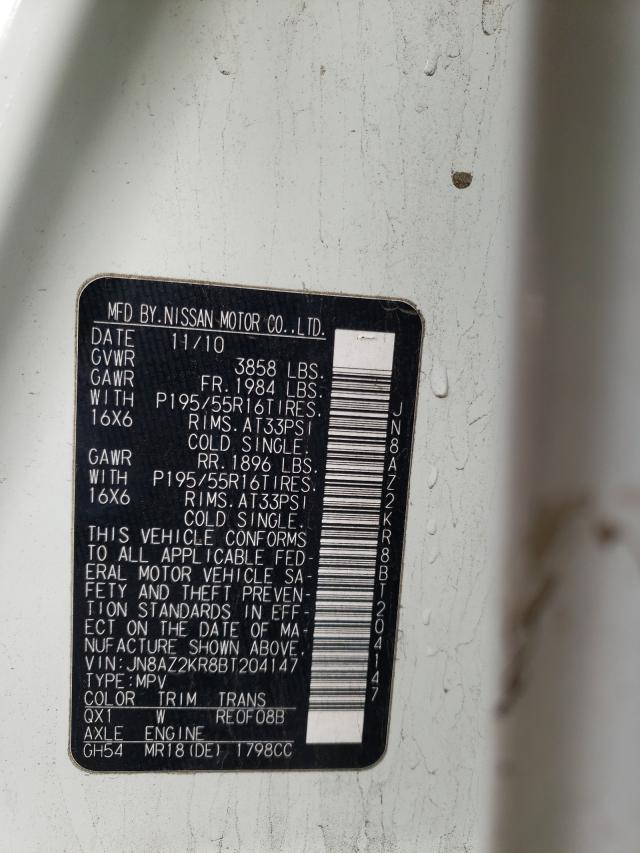 MFD BY.NISSAN MOTOR CO.,LTD.
DATE 11/10
GVWR 3858 LBS.
GAWR FR.1984 LBS.
WITH P195/55R16TIRES.
16X6 RIMS.AT33PSI
COLD SINGLE.
GAWR RR.1896 LBS.
WITH P195/55R16TIRES.
16X6 RIMS.AT33PSI
COLD SINGLE.
THIS VEHICLE CONFORMS
TO ALL APPLICABLE FED-
ERAL MOTOR VEHICLE SA-
FETY AND THEFT PREVEN-
TION STANDARDS IN EFF-
ECT ON THE DATE OF MA-
NUFACTURE SHOWN ABOVE.
VIN:JN8AZ2KR8BT204147
TYPE:MPV
COLOR TRIM TRANS
QX1 W RE0F08B
AXLE ENGINE
GH54 MR18(DE) 1798CC
JN8AZ2KR8BT204147